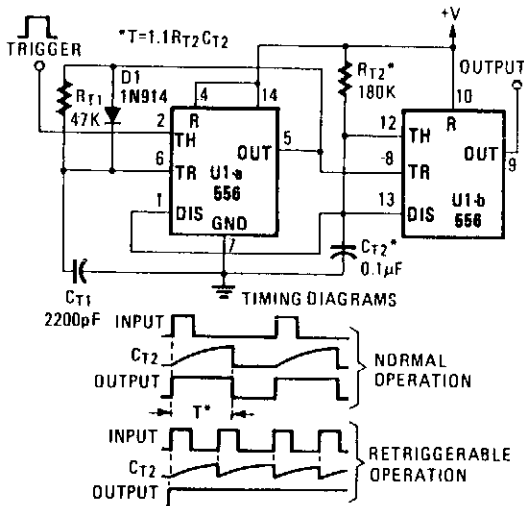 *T=1.1RT2CT2
+V
TRIGGER
D1
1N914
RT1
47K
RT2*
180K
OUTPUT
4
14
10
R
R
2
TH
12
TH
6
TR
5
OUT
-8
TR
OUT
9
U1-a
556
U1-b
556
1
DIS
13
DIS
GND
7
CT1
2200pF
CT2*
0.1µF
TIMING DIAGRAMS
INPUT
CT2
OUTPUT
T*
NORMAL
OPERATION
INPUT
CT2
OUTPUT
RETRIGGERABLE
OPERATION